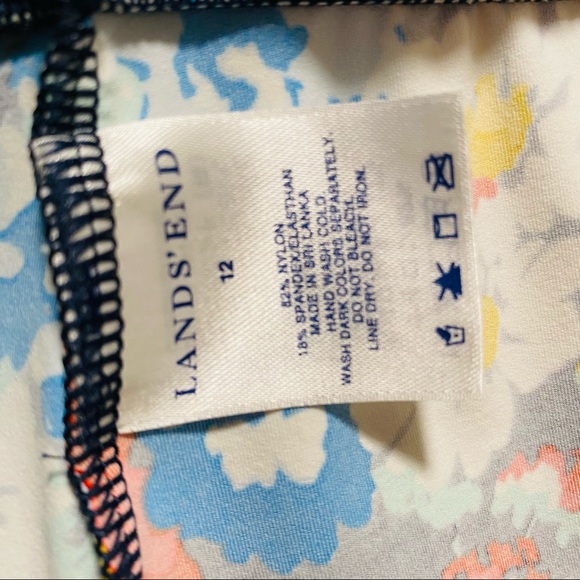 LANDS' END
12
82% NYLON
18% SPANDEX/ELASTHAN
MADE IN SRI LANKA
HAND WASH COLD
WASH DARK COLORS SEPARATELY.
DO NOT BLEACH.
LINE DRY. DO NOT IRON.